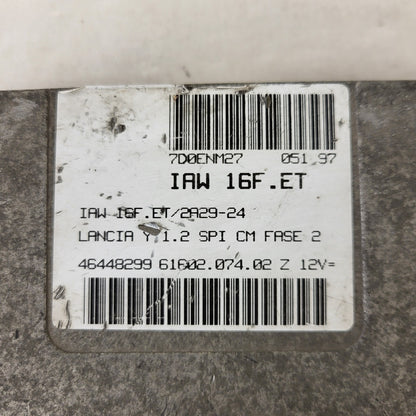 7D0ENM27 051 97
IAW 16F.ET
IAW 16F.ET/2A29-24
LANCIA Y 1.2 SPI CM FASE 2
46448299 61602.074.02 Z 12V=